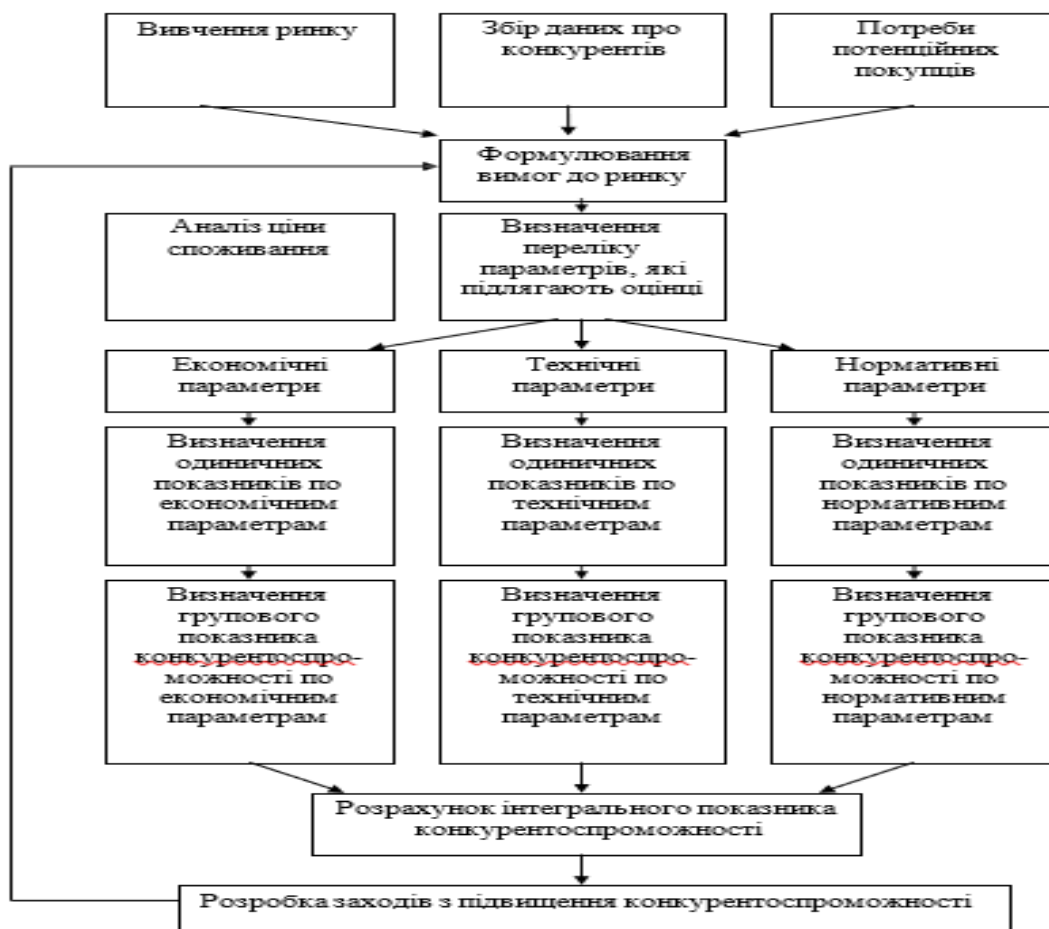 Вивчення ринку
Збір даних про
конкурентів
Потреби
потенційних
покупців
Формулювання
вимог до ринку
Аналіз ціни
споживання
Визначення
переліку
параметрів, які
підлягають оцінці
Економічні
параметри
Технічні
параметри
Нормативні
параметри
Визначення
одиничних
показників по
економічним
параметрам
Визначення
одиничних
показників по
технічним
параметрам
Визначення
одиничних
показників по
нормативним
параметрам
Визначення
групового
показника
конкурентоспро-
можності по
економічним
параметрам
Визначення
групового
показника
конкурентоспро-
можності по
технічним
параметрам
Визначення
групового
показника
конкурентоспро-
можності по
нормативним
параметрам
Розрахунок інтегрального показника
конкурентоспроможності
Розробка заходів з підвищення конкурентоспроможності